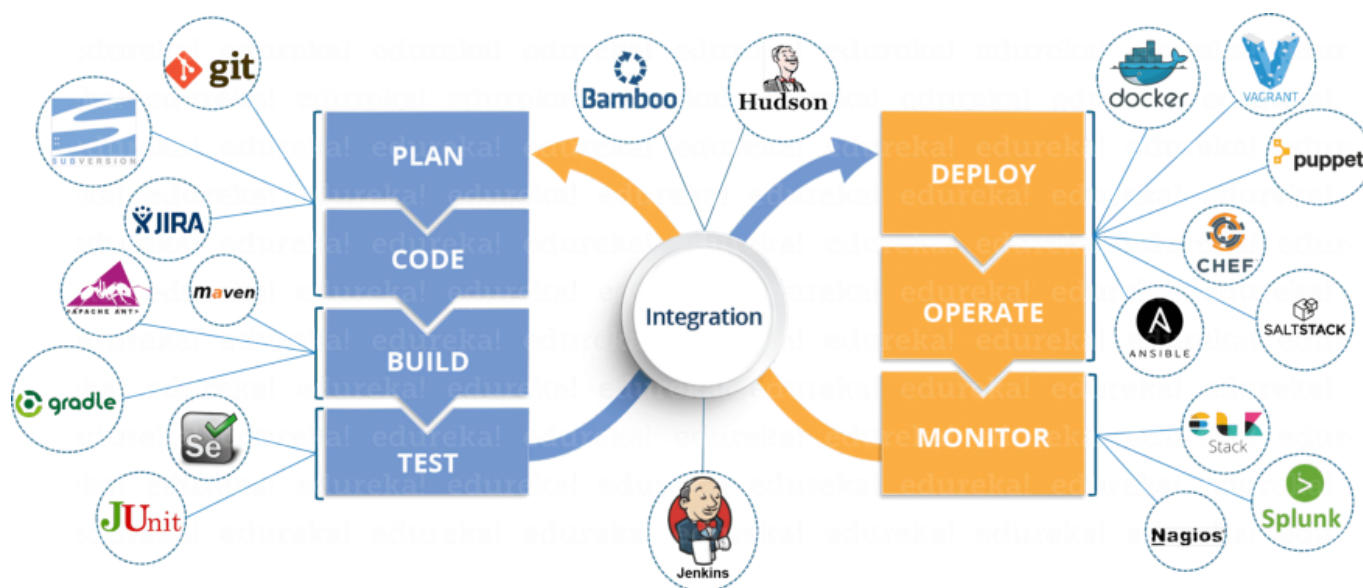 git
SUBVERSION
JIRA
APACHE ANT
maven
gradle
Se
JUnit
PLAN
CODE
BUILD
TEST
Bamboo
Hudson
Integration
Jenkins
DEPLOY
OPERATE
MONITOR
docker
VAGRANT
puppet
CHEF
SALTSTACK
A
ANSIBLE
ELK
Stack
splunk>
Nagios
edureka!